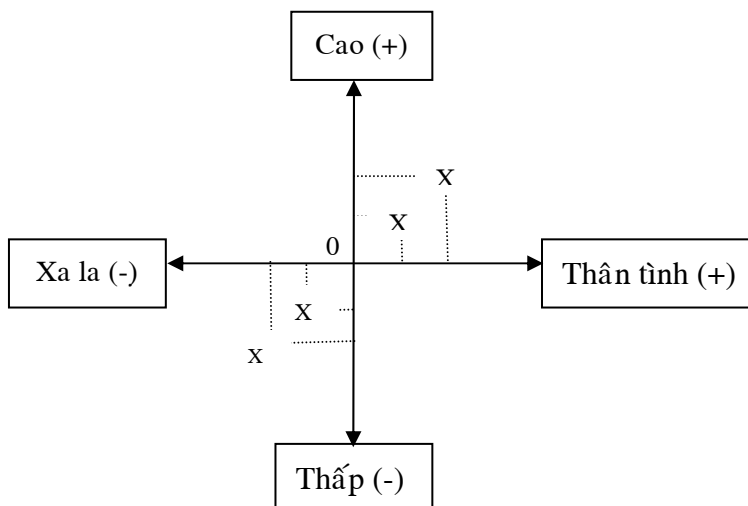 Cao (+)
X
X
0
Xa la (-)
Thân tình (+)
X
X
Thấp (-)